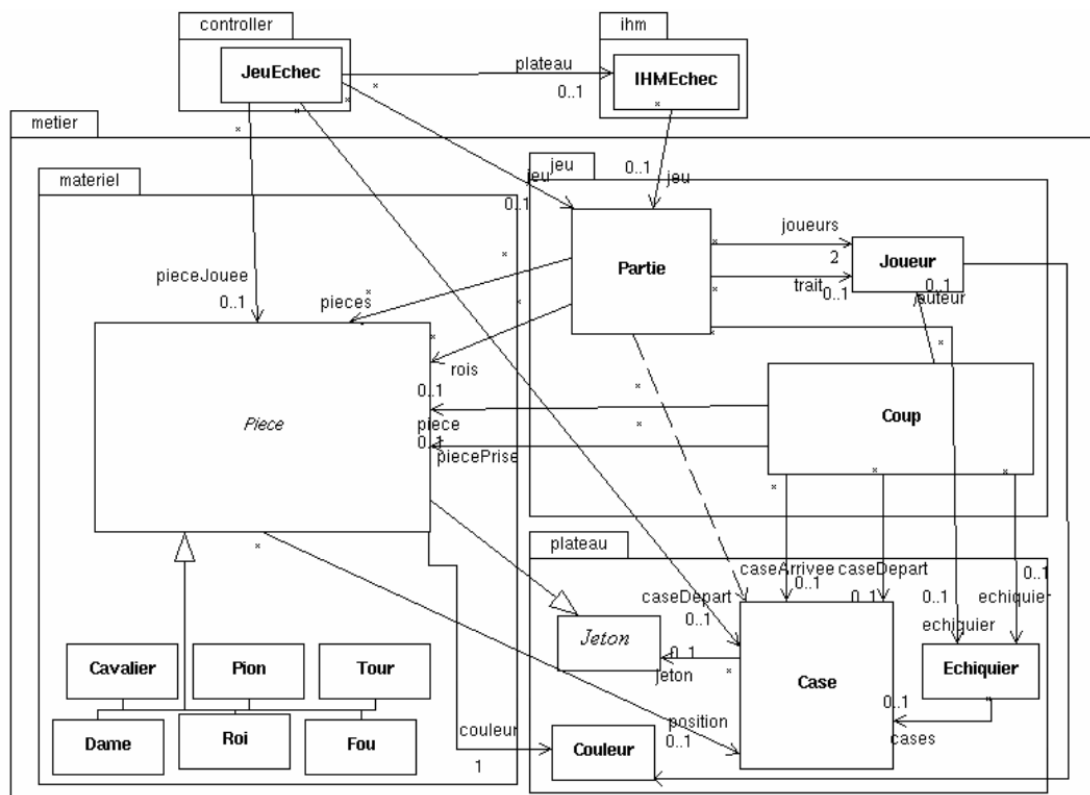 controller
ihm
JeuEchec
plateau
0..1
IHMEchec
metier
materiel
jeu
0..1
jeu
jeu
0..1
pieceJouee
0..1
pieces
Partie
joueurs
2
trait
0..1
Joueur
0..1
auteur
rois
0..1
Piece
piece
0..1
piecePrise
Coup
plateau
caseArrivee
0..1
caseDepart
0..1
0..1
echiquier
0..1
echiquier
caseDepart
0..1
Jeton
jeton
0..1
Case
Echiquier
0..1
cases
Cavalier
Pion
Tour
Dame
Roi
Fou
couleur
1
position
0..1
Couleur